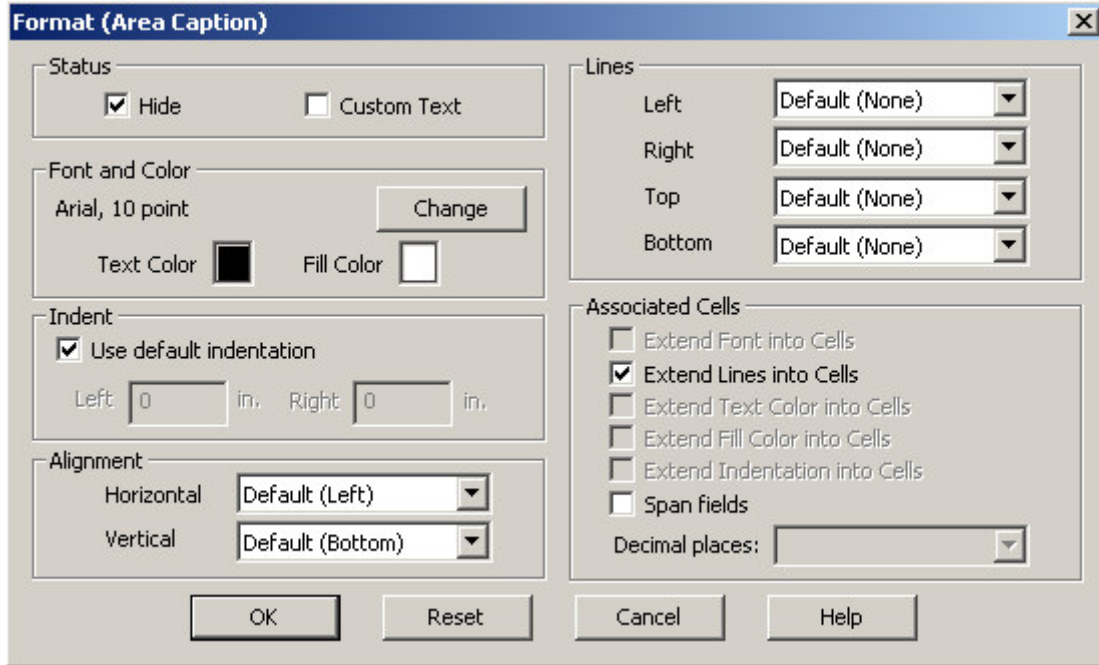 Format (Area Caption)
Status
Hide
Custom Text
Font and Color
Arial, 10 point
Change
Text Color
Fill Color
Indent
Use default indentation
Left 0 in. Right 0 in.
Alignment
Horizontal Default (Left)
Vertical Default (Bottom)
Lines
Left Default (None)
Right Default (None)
Top Default (None)
Bottom Default (None)
Associated Cells
Extend Font into Cells
Extend Lines into Cells
Extend Text Color into Cells
Extend Fill Color into Cells
Extend Indentation into Cells
Span fields
Decimal places:
OK Reset Cancel Help